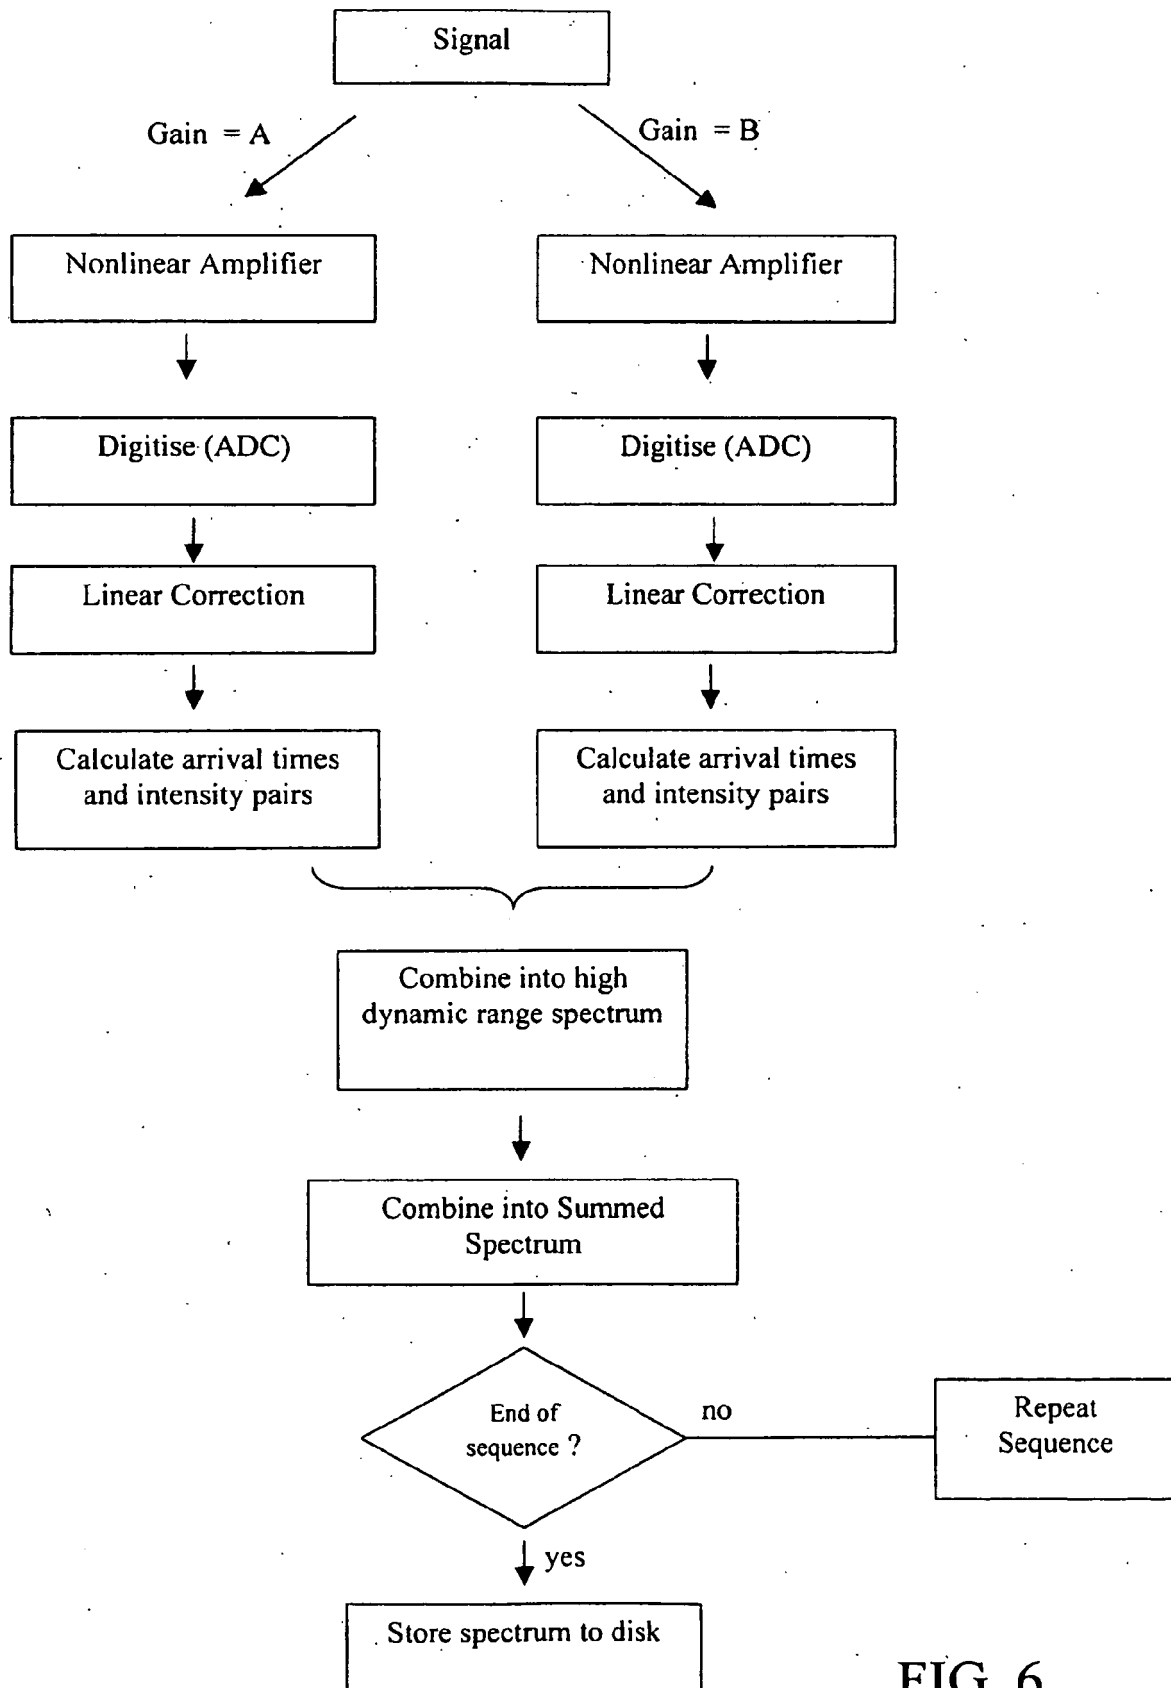 Signal
Gain = A
Gain = B
Nonlinear Amplifier
Nonlinear Amplifier
Digitise (ADC)
Digitise (ADC)
Linear Correction
Linear Correction
Calculate arrival times
and intensity pairs
Calculate arrival times
and intensity pairs
Combine into high
dynamic range spectrum
Combine into Summed
Spectrum
End of
sequence ?
no
Repeat
Sequence
yes
Store spectrum to disk
FIG. 6